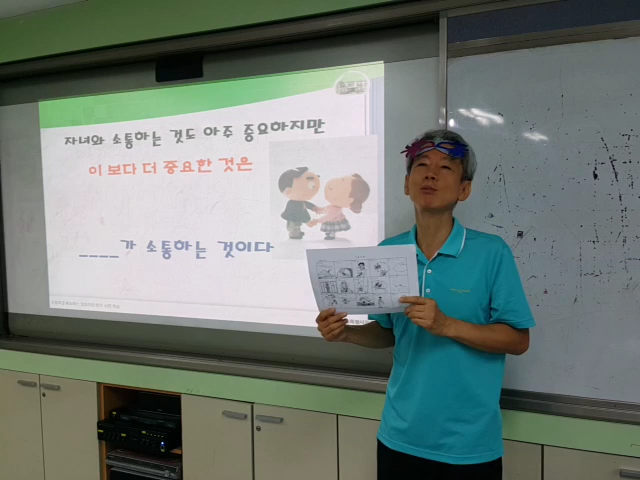 자녀와 소통하는 것도 아주 중요하지만
이 보다 더 중요한 것은
____가 소통하는 것이다